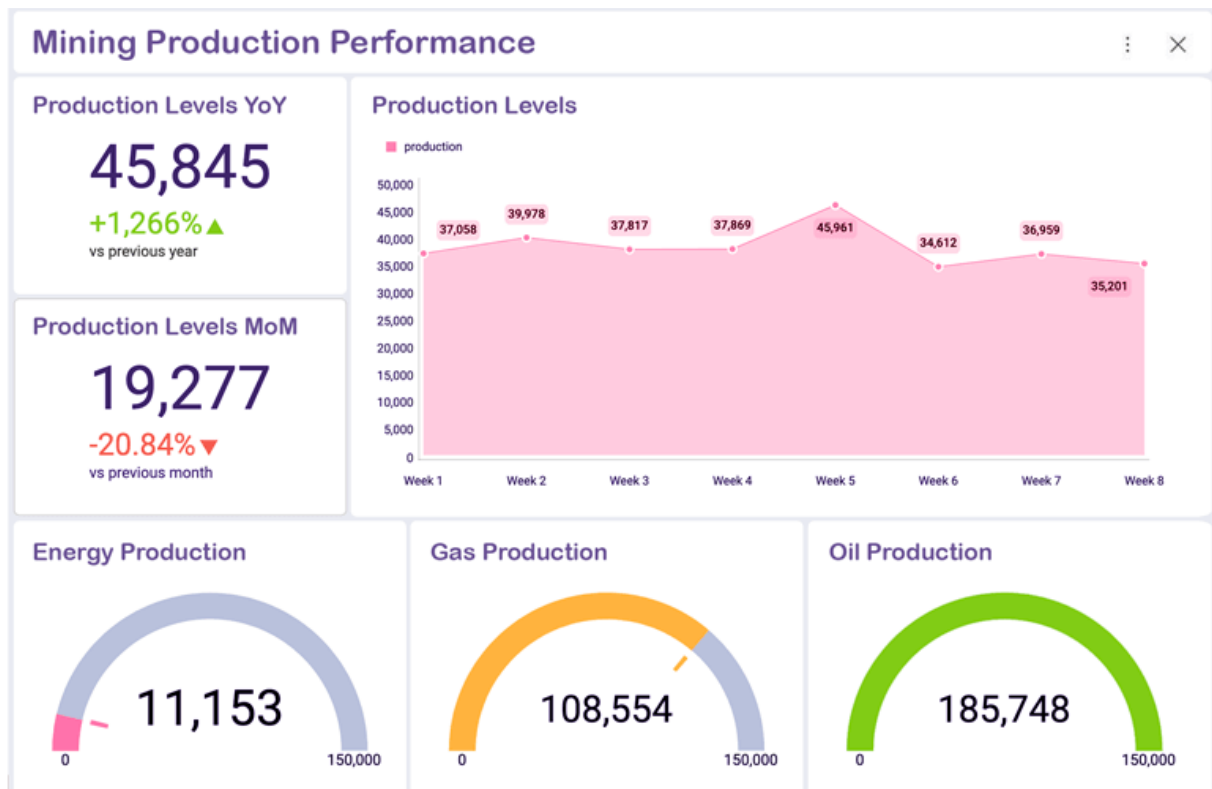 Mining Production Performance
Production Levels YoY
45,845
+1,266%▲
vs previous year
Production Levels MoM
19,277
-20.84%▼
vs previous month
Production Levels
production
50,000
45,000
40,000
35,000
30,000
25,000
20,000
15,000
10,000
5,000
0
37,058
39,978
37,817
37,869
45,961
34,612
36,959
35,201
Week 1 Week 2 Week 3 Week 4 Week 5 Week 6 Week 7 Week 8
Energy Production
11,153
0 150,000
Gas Production
108,554
0 150,000
Oil Production
185,748
0 150,000